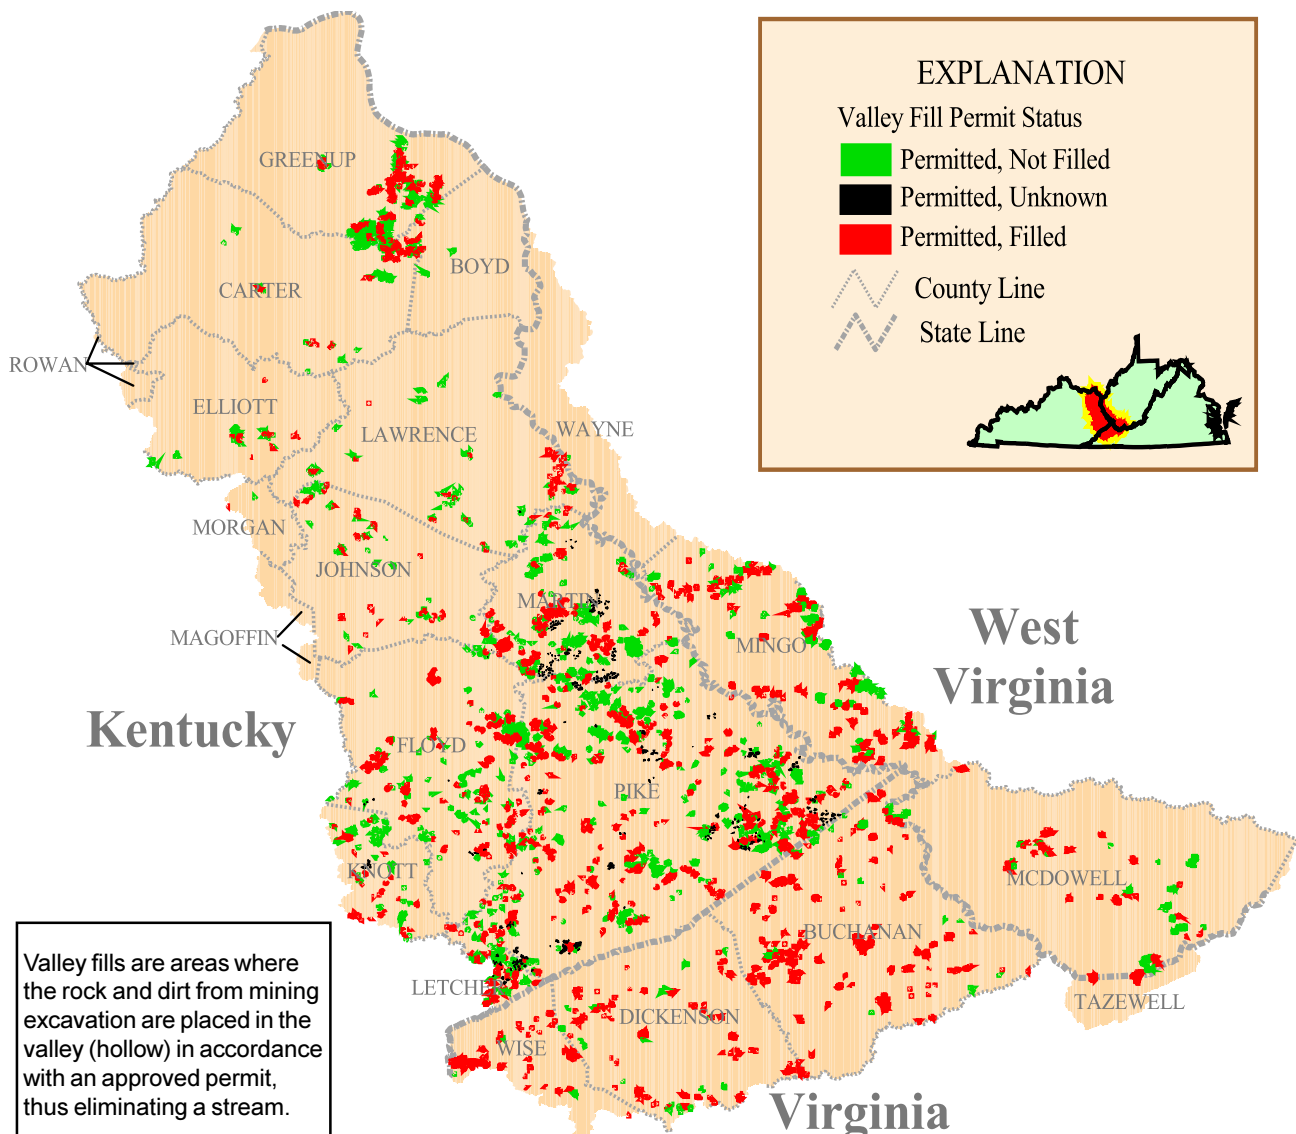 EXPLANATION
Valley Fill Permit Status
Permitted, Not Filled
Permitted, Unknown
Permitted, Filled
County Line
State Line
GREENUP
BOYD
CARTER
ROWAN
ELLIOTT
LAWRENCE
WAYNE
MORGAN
JOHNSON
MARTIN
MAGOFFIN
MINGO
West
Virginia
Kentucky
FLOYD
PIKE
KNOTT
MCDOWELL
BUCHANAN
LETCHER
TAZEWELL
DICKENSON
WISE
Virginia
Valley fills are areas where
the rock and dirt from mining
excavation are placed in the
valley (hollow) in accordance
with an approved permit,
thus eliminating a stream.